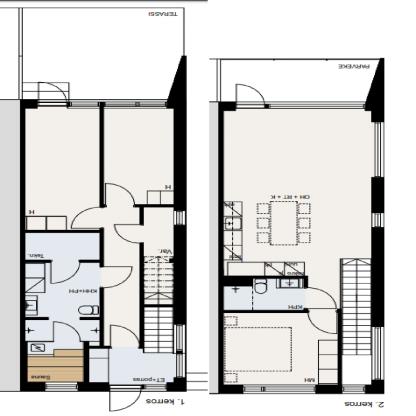 TERASSI
H
H
Tekn.
Var.
KHH+PH
Sauna
ET+porras
1. kerros
PARVEKE
OH + RT + K
KPH
MH
2. kerros